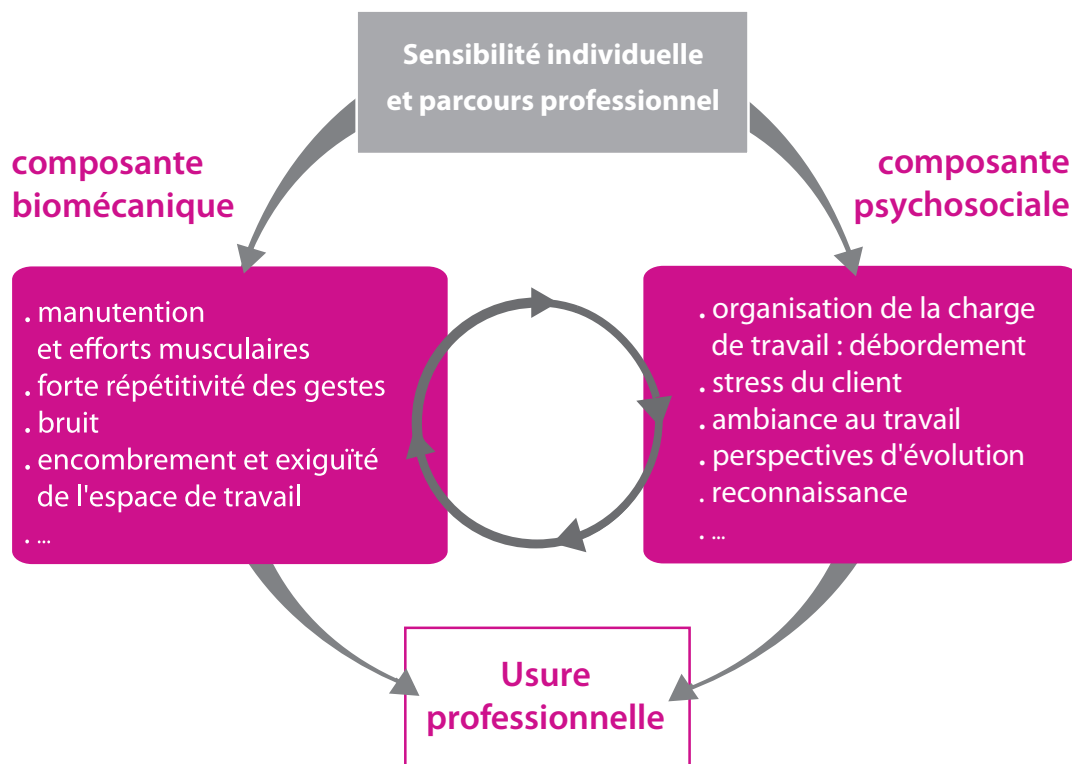 Sensibilité individuelle
et parcours professionnel
composante
biomécanique
composante
psychosociale
. manutention
et efforts musculaires
. forte répétitivité des gestes
. bruit
. encombrement et exiguïté
de l'espace de travail
. ...
. organisation de la charge
de travail : débordement
. stress du client
. ambiance au travail
. perspectives d'évolution
. reconnaissance
. ...
Usure
professionnelle